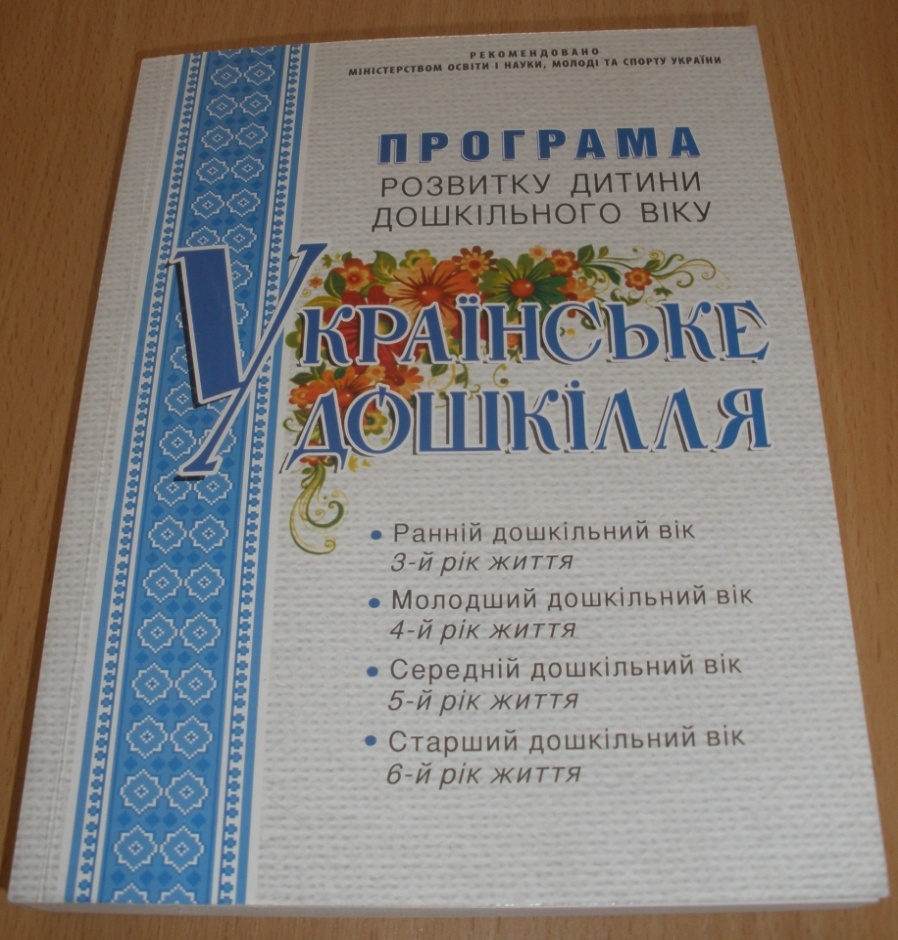 РЕКОМЕНДОВАНО
МІНІСТЕРСТВОМ ОСВІТИ І НАУКИ, МОЛОДІ ТА СПОРТУ УКРАЇНИ
ПРОГРАМА
РОЗВИТКУ ДИТИНИ
ДОШКІЛЬНОГО ВІКУ
УКРАЇНСЬКЕ
ДОШКІЛЛЯ
• Ранній дошкільний вік
3-й рік життя
• Молодший дошкільний вік
4-й рік життя
• Середній дошкільний вік
5-й рік життя
• Старший дошкільний вік
6-й рік життя